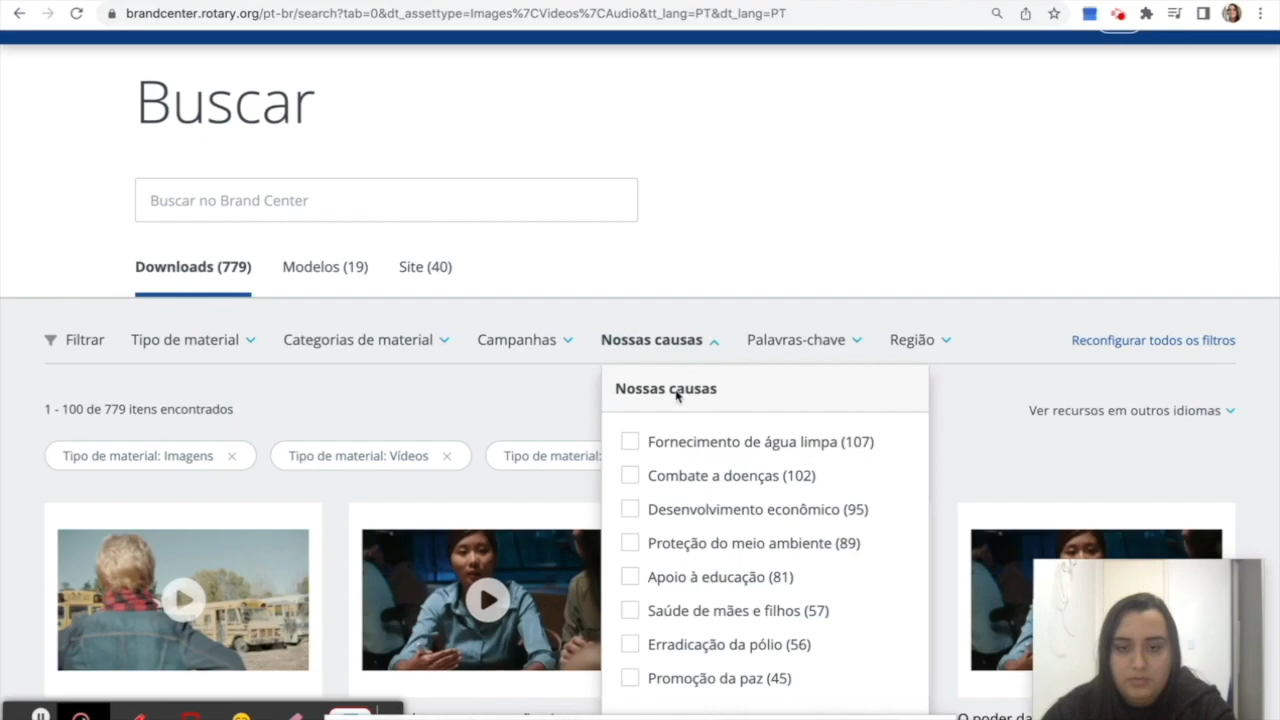 brandcenter.rotary.org/pt-br/search?tab=0&dt_assettype=Images%7CVideos%7CAudio&tt_lang=PT&dt_lang=PT
Buscar
Buscar no Brand Center
Downloads (779) Modelos (19) Site (40)
Filtrar Tipo de material Categorias de material Campanhas Nossas causas Palavras-chave Região Reconfigurar todos os filtros
Nossas causas
1 - 100 de 779 itens encontrados Ver recursos em outros idiomas
Tipo de material: Imagens Tipo de material: Vídeos Tipo de material:
Fornecimento de água limpa (107)
Combate a doenças (102)
Desenvolvimento econômico (95)
Proteção do meio ambiente (89)
Apoio à educação (81)
Saúde de mães e filhos (57)
Erradicação da pólio (56)
Promoção da paz (45)
O poder da